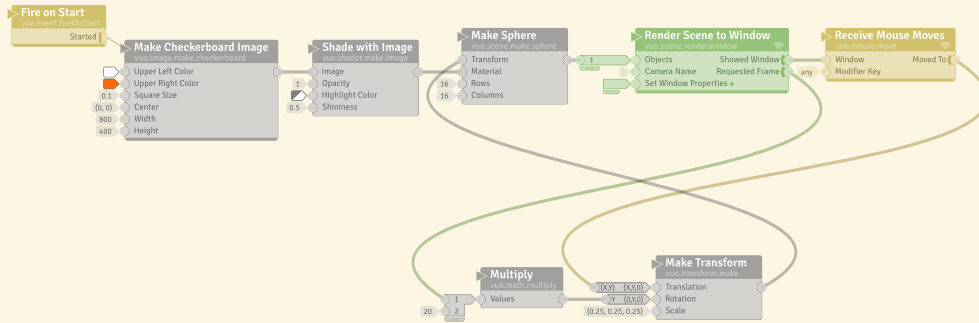 Fire on Start
vuo.event.fireOnStart
Started
Make Checkerboard Image
vuo.image.make.checkerboard
Upper Left Color
Upper Right Color
0.1 Square Size
(0, 0) Center
800 Width
400 Height
Shade with Image
vuo.shader.make.image
Image
1 Opacity
Highlight Color
0.5 Shininess
Make Sphere
vuo.scene.make.sphere
Transform
Material
16 Rows
16 Columns
Render Scene to Window
vuo.scene.render.window
1 Objects Showed Window
Camera Name Requested Frame
Set Window Properties ▸
Receive Mouse Moves
vuo.mouse.move
Window Moved To
any Modifier Key
Multiply
vuo.math.multiply
1 Values
20 2
Make Transform
vuo.transform.make
(X,Y) (X,Y,0) Translation
Y (0,Y,0) Rotation
(0.25, 0.25, 0.25) Scale